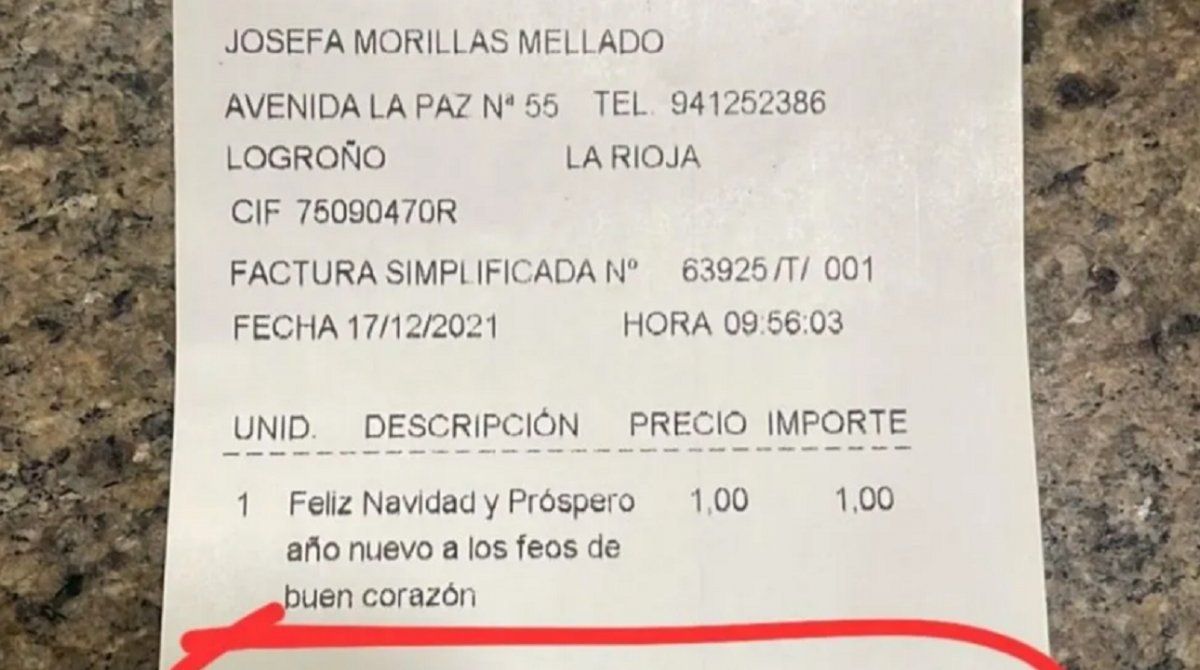 JOSEFA MORILLAS MELLADO
AVENIDA LA PAZ Nª 55 TEL. 941252386
LOGROÑO LA RIOJA
CIF 75090470R
FACTURA SIMPLIFICADA Nº 63925 /T/ 001
FECHA 17/12/2021 HORA 09:56:03
UNID. DESCRIPCIÓN PRECIO IMPORTE
1 Feliz Navidad y Próspero 1,00 1,00
año nuevo a los feos de
buen corazón